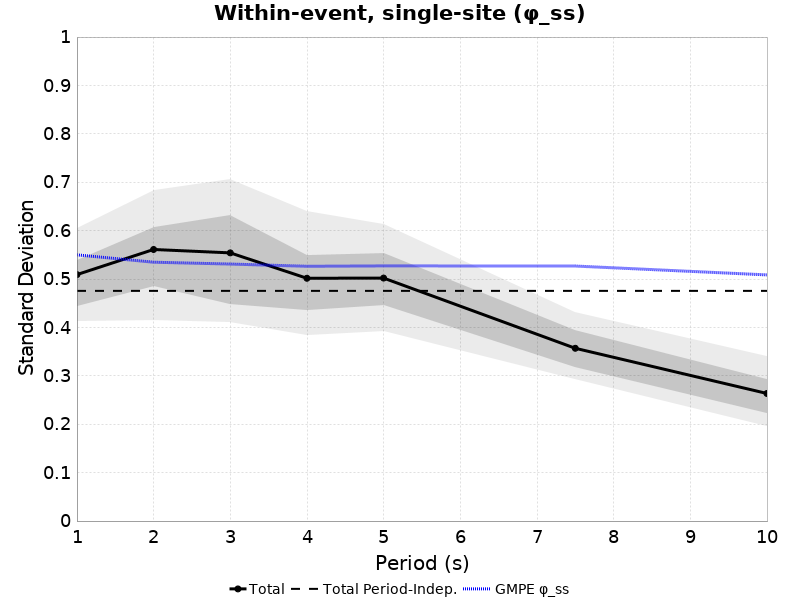 Within-event, single-site (φ_ss)
1
0.9
0.8
0.7
0.6
0.5
0.4
0.3
0.2
0.1
0
Standard Deviation
1 2 3 4 5 6 7 8 9 10
Period (s)
Total Total Period-Indep. GMPE φ_ss